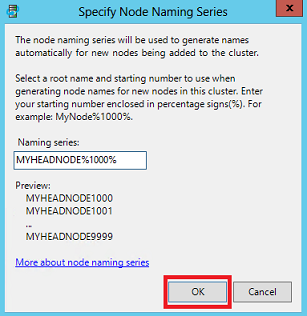 Specify Node Naming Series
The node naming series will be used to generate names
automatically for new nodes being added to the cluster.
Select a root name and starting number to use when
generating node names for new nodes in this cluster. Enter
your starting number enclosed in percentage signs(%). For
example: MyNode%1000%.
Naming series:
MYHEADNODE%1000%
Preview:
MYHEADNODE1000
MYHEADNODE1001
...
MYHEADNODE9999
More about node naming series
OK Cancel